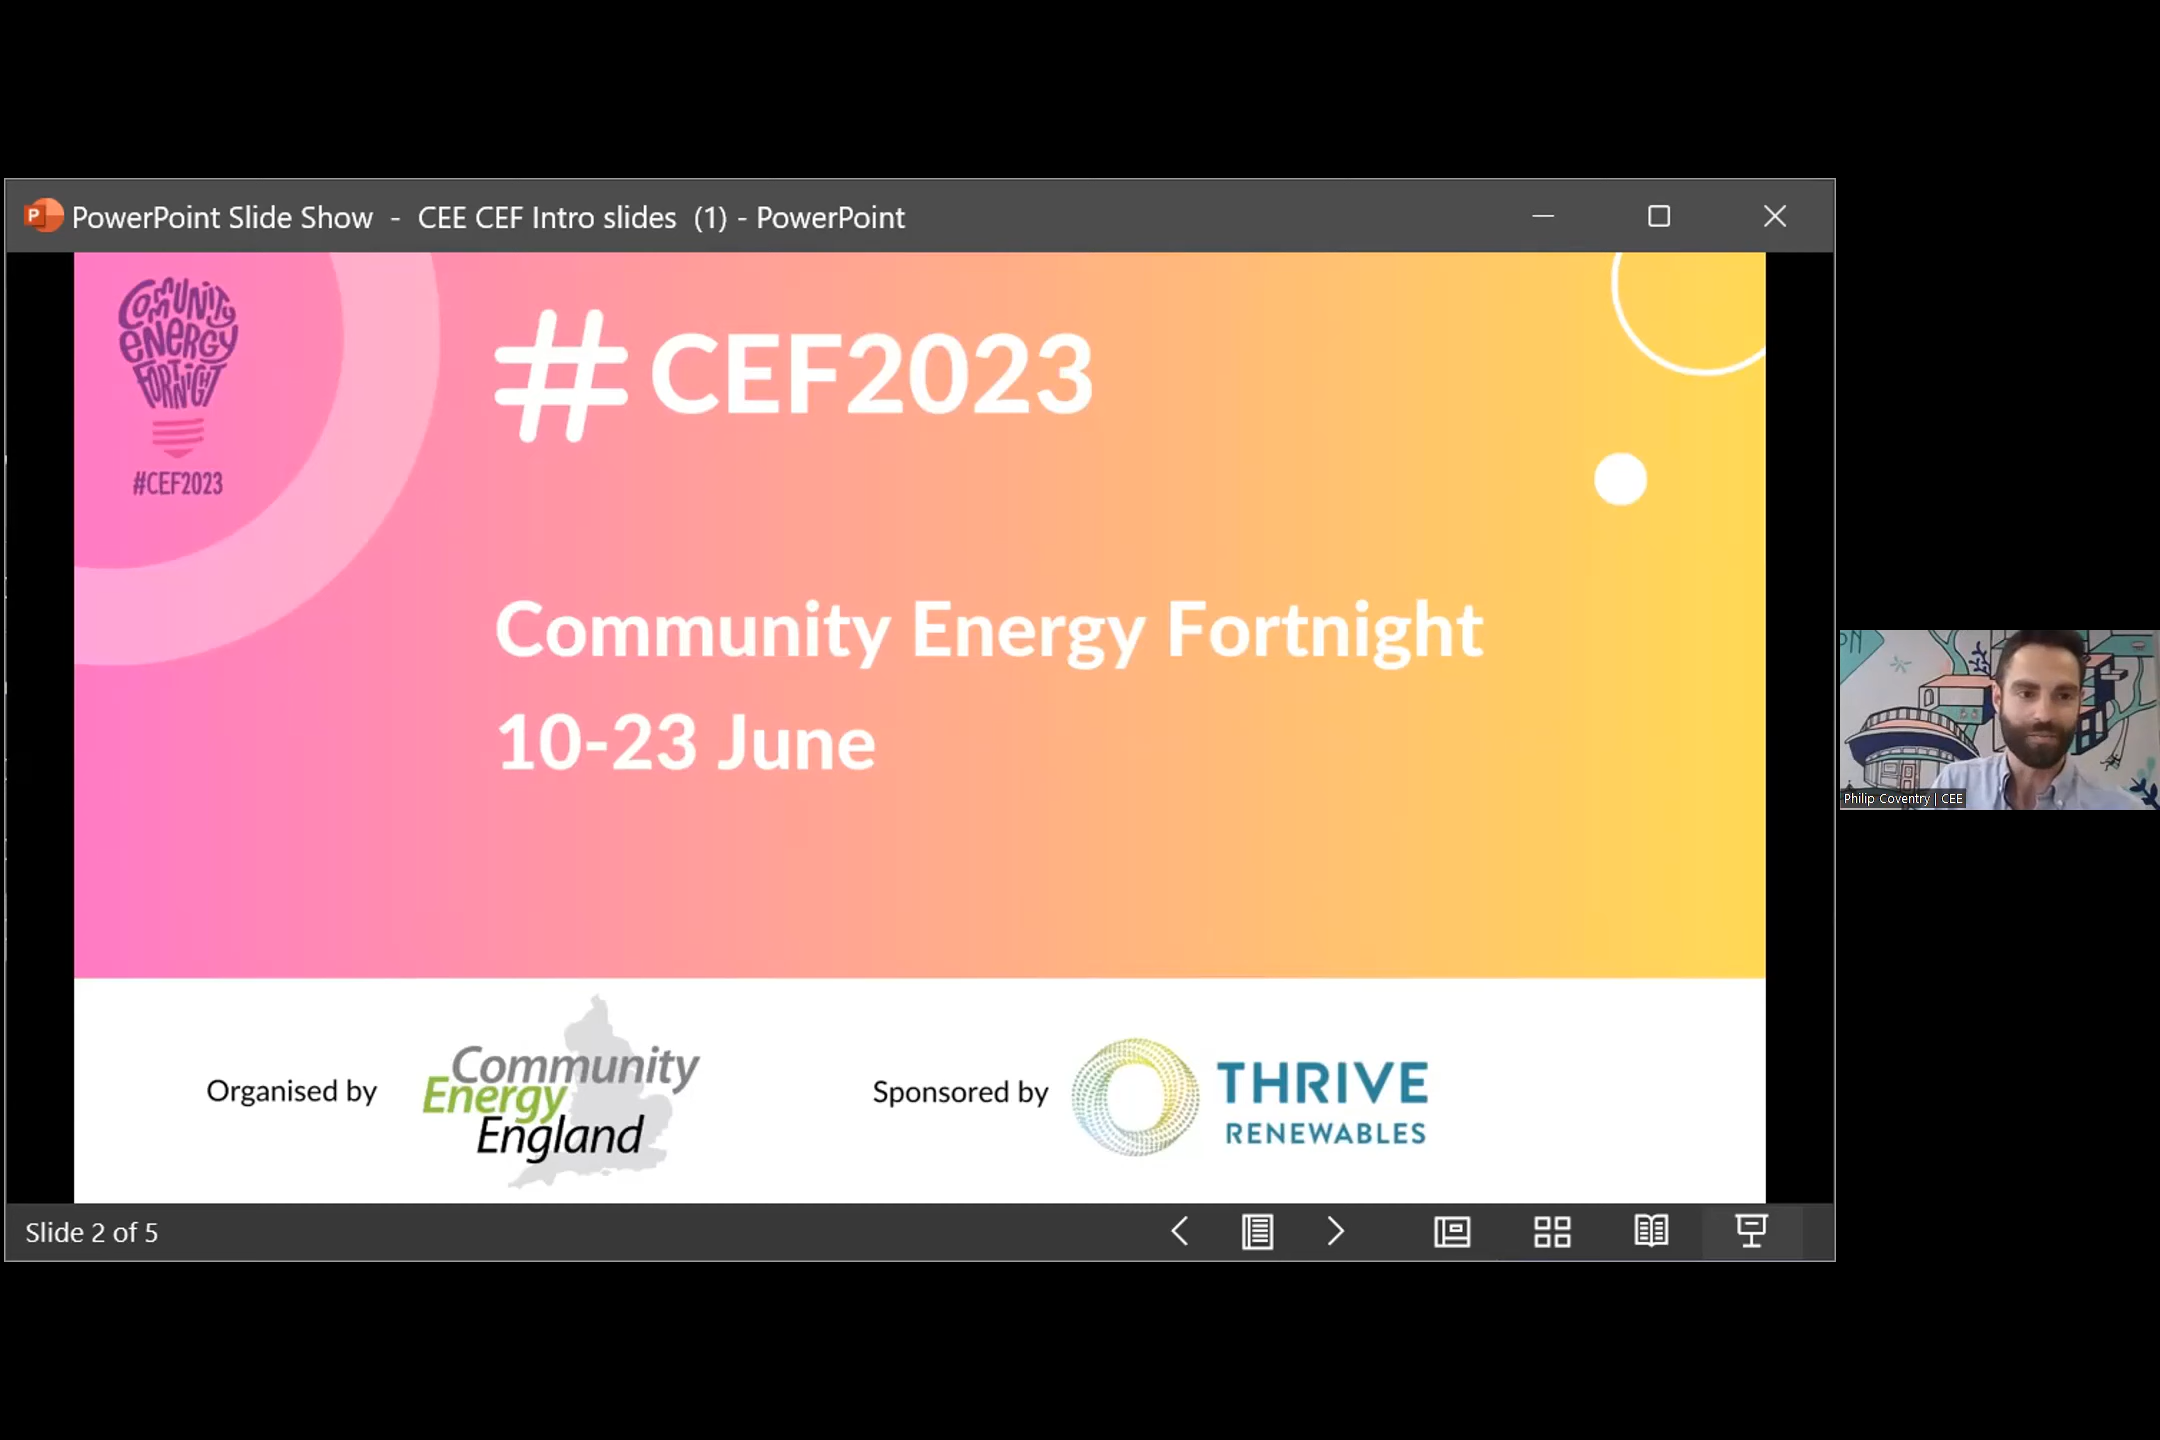 PowerPoint Slide Show - CEE CEF Intro slides (1) - PowerPoint
COMMUNITY
ENERGY
FORTNIGHT
#CEF2023
#CEF2023
Community Energy Fortnight
10-23 June
Organised by
Community
Energy
England
Sponsored by
THRIVE
RENEWABLES
Philip Coventry | CEE
Slide 2 of 5